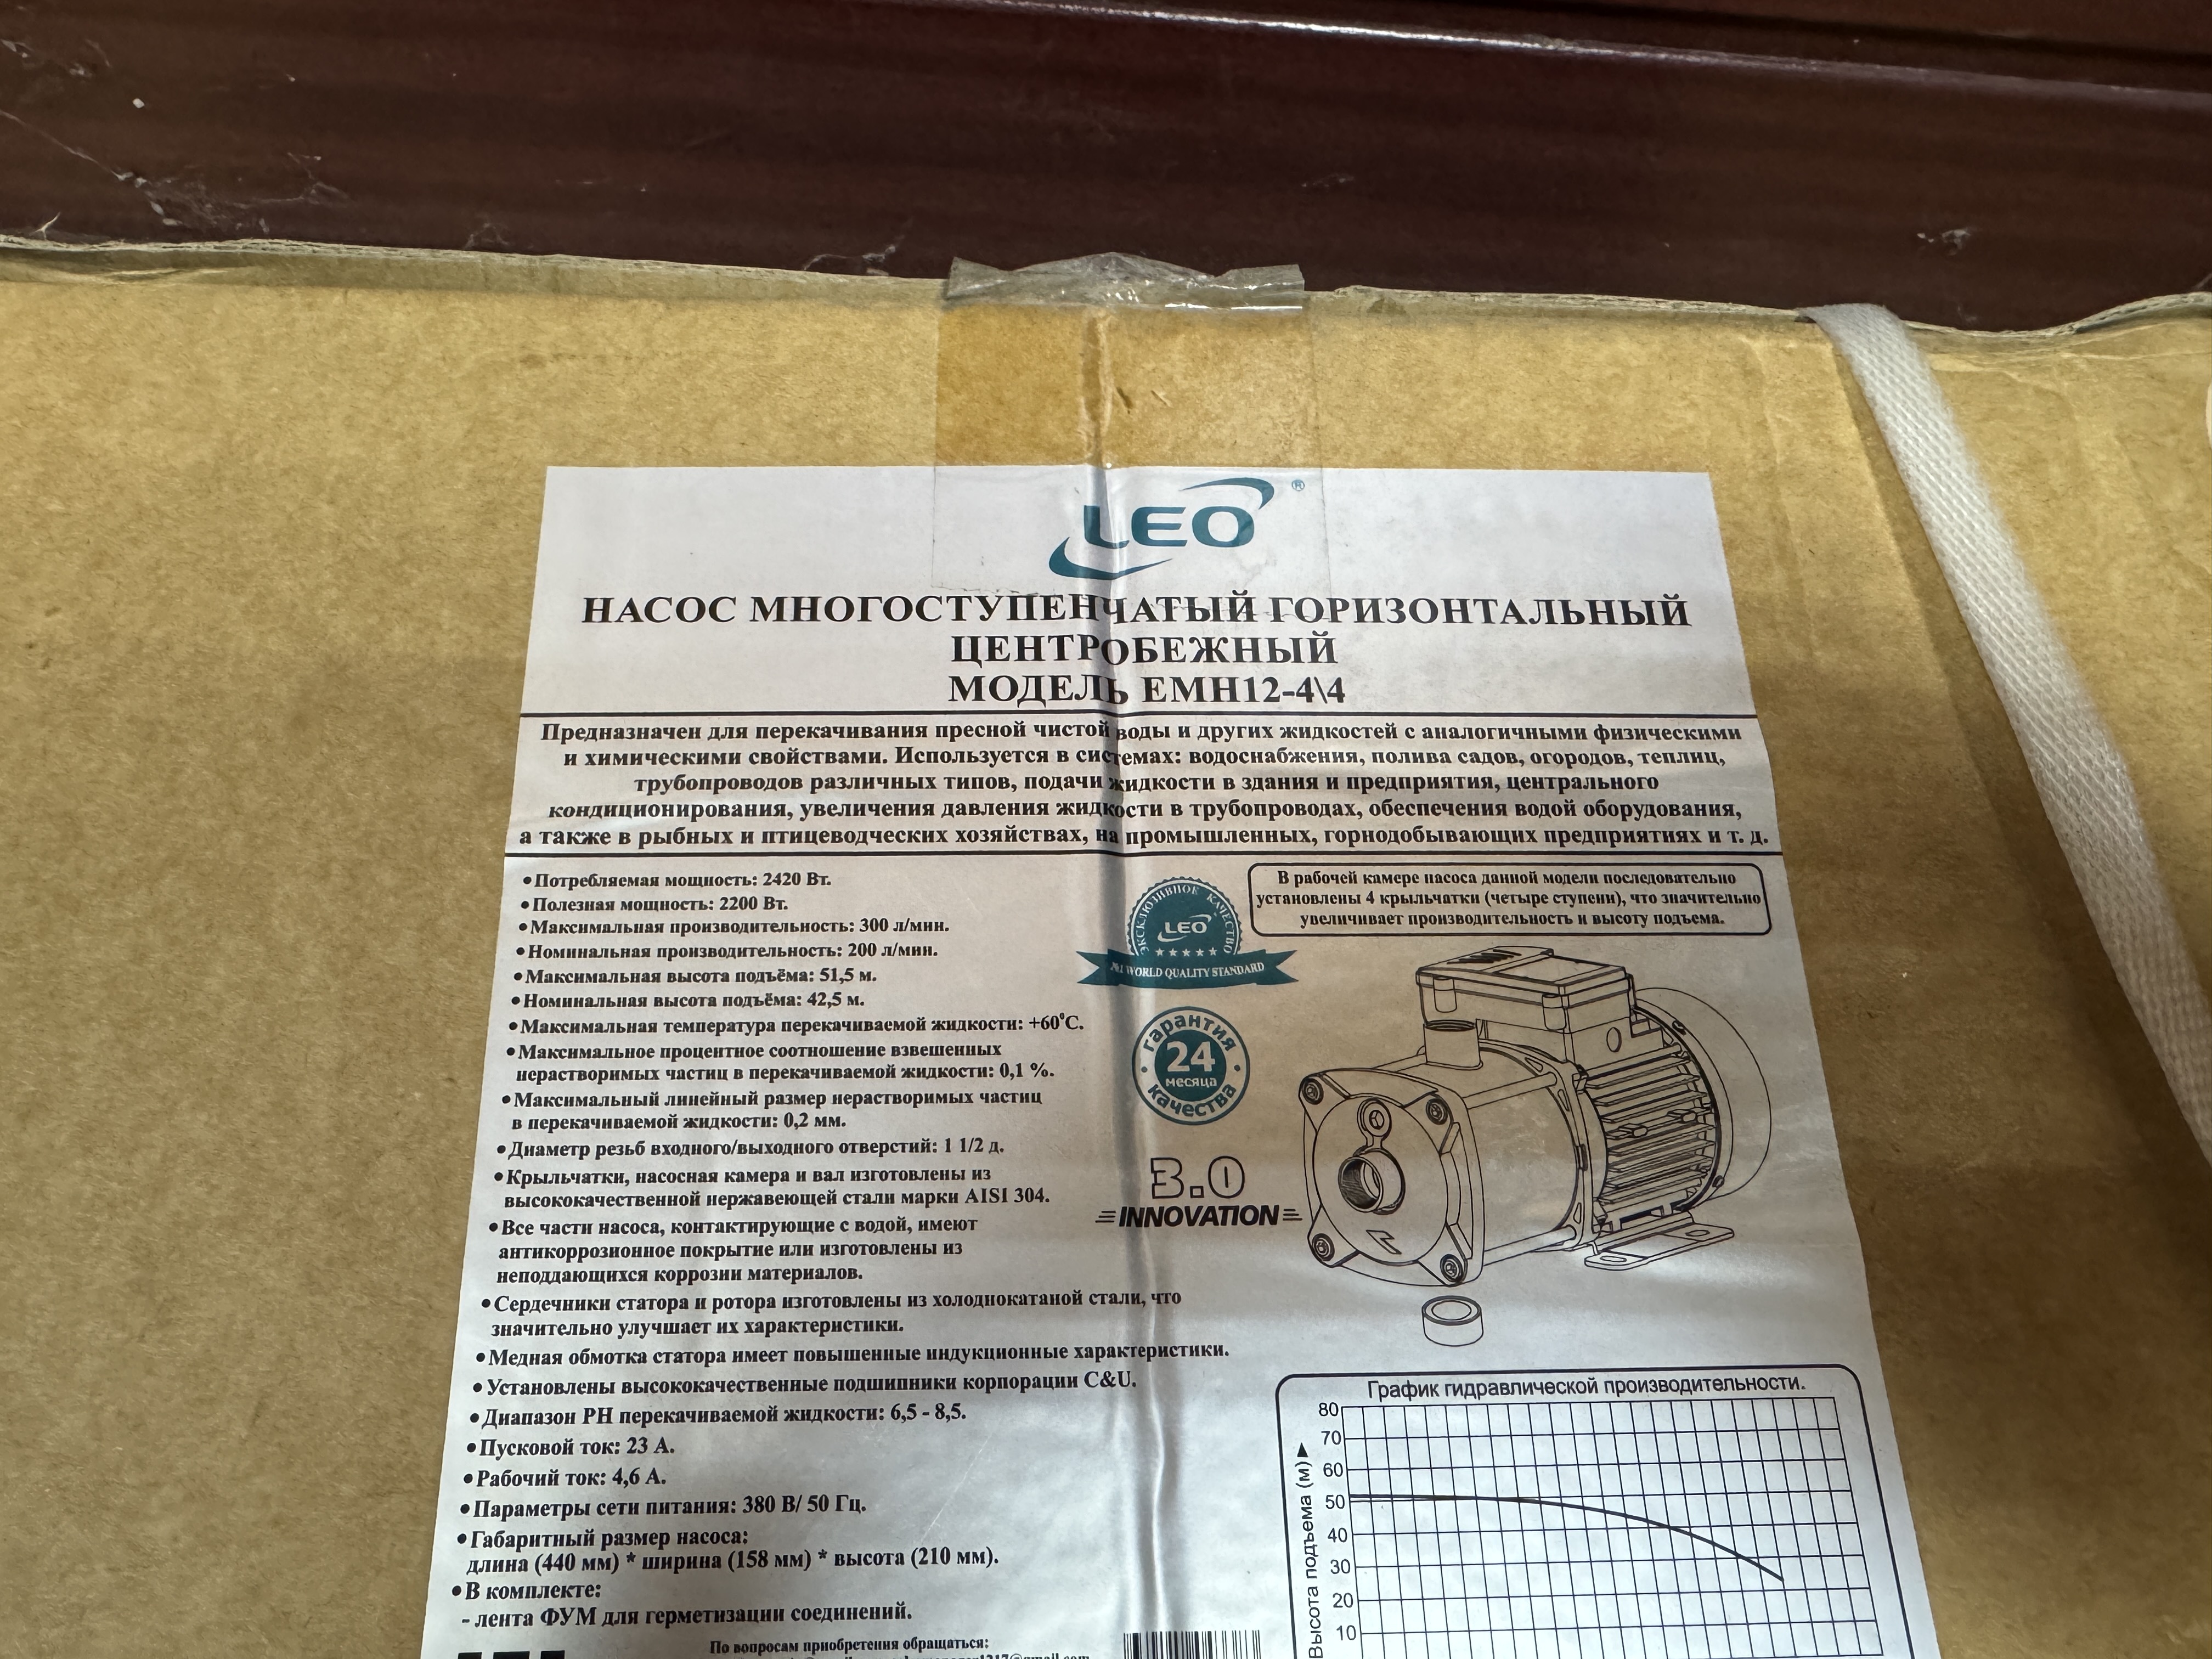 LEO ®
НАСОС МНОГОСТУПЕНЧАТЫЙ ГОРИЗОНТАЛЬНЫЙ
ЦЕНТРОБЕЖНЫЙ
МОДЕЛЬ EMH12-4\4
Предназначен для перекачивания пресной чистой воды и других жидкостей с аналогичными физическими
и химическими свойствами. Используется в системах: водоснабжения, полива садов, огородов, теплиц,
трубопроводов различных типов, подачи жидкости в здания и предприятия, центрального
кондиционирования, увеличения давления жидкости в трубопроводах, обеспечения водой оборудования,
а также в рыбных и птицеводческих хозяйствах, на промышленных, горнодобывающих предприятиях и т. д.
•Потребляемая мощность: 2420 Вт.
•Полезная мощность: 2200 Вт.
•Максимальная производительность: 300 л/мин.
•Номинальная производительность: 200 л/мин.
•Максимальная высота подъёма: 51,5 м.
•Номинальная высота подъёма: 42,5 м.
•Максимальная температура перекачиваемой жидкости: +60⁰С.
•Максимальное процентное соотношение взвешенных
нерастворимых частиц в перекачиваемой жидкости: 0,1 %.
•Максимальный линейный размер нерастворимых частиц
в перекачиваемой жидкости: 0,2 мм.
•Диаметр резьб входного/выходного отверстий: 1 1/2 д.
•Крыльчатки, насосная камера и вал изготовлены из
высококачественной нержавеющей стали марки AISI 304.
•Все части насоса, контактирующие с водой, имеют
антикоррозионное покрытие или изготовлены из
неподдающихся коррозии материалов.
•Сердечники статора и ротора изготовлены из холоднокатаной стали, что
значительно улучшает их характеристики.
•Медная обмотка статора имеет повышенные индукционные характеристики.
•Установлены высококачественные подшипники корпорации C&U.
•Диапазон РН перекачиваемой жидкости: 6,5 - 8,5.
•Пусковой ток: 23 А.
•Рабочий ток: 4,6 А.
•Параметры сети питания: 380 В/ 50 Гц.
•Габаритный размер насоса:
длина (440 мм) * ширина (158 мм) * высота (210 мм).
•В комплекте:
- лента ФУМ для герметизации соединений.
По вопросам приобретения обращаться:
ЭКСКЛЮЗИВНОЕ КАЧЕСТВО
LEO
WORLD QUALITY STANDARD
гарантия
24
месяца
качества
3.0
INNOVATION
В рабочей камере насоса данной модели последовательно
установлены 4 крыльчатки (четыре ступени), что значительно
увеличивает производительность и высоту подъема.
График гидравлической производительности.
Высота подъема (м)
80
70
60
50
40
30
20
10